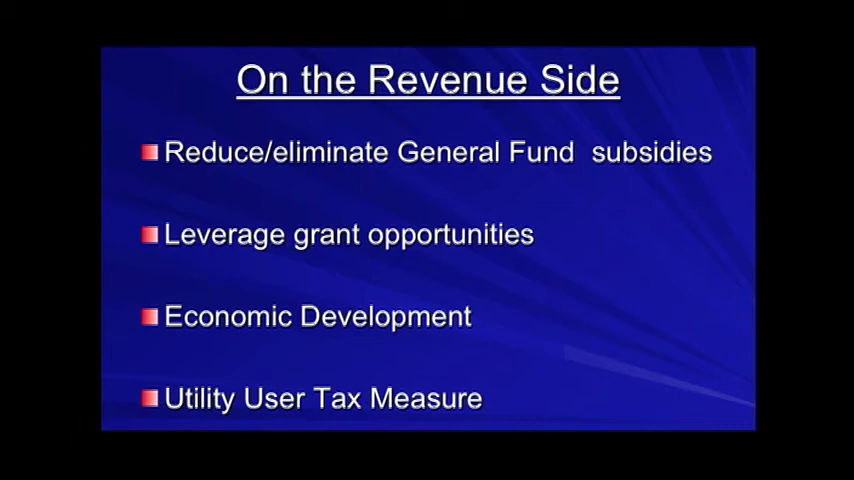 On the Revenue Side
Reduce/eliminate General Fund  subsidies
Leverage grant opportunities
Economic Development
Utility User Tax Measure